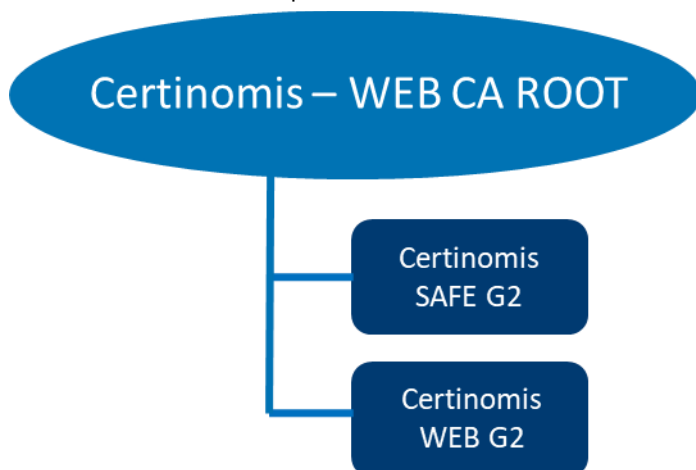 Certinomis – WEB CA ROOT
Certinomis
SAFE G2
Certinomis
WEB G2